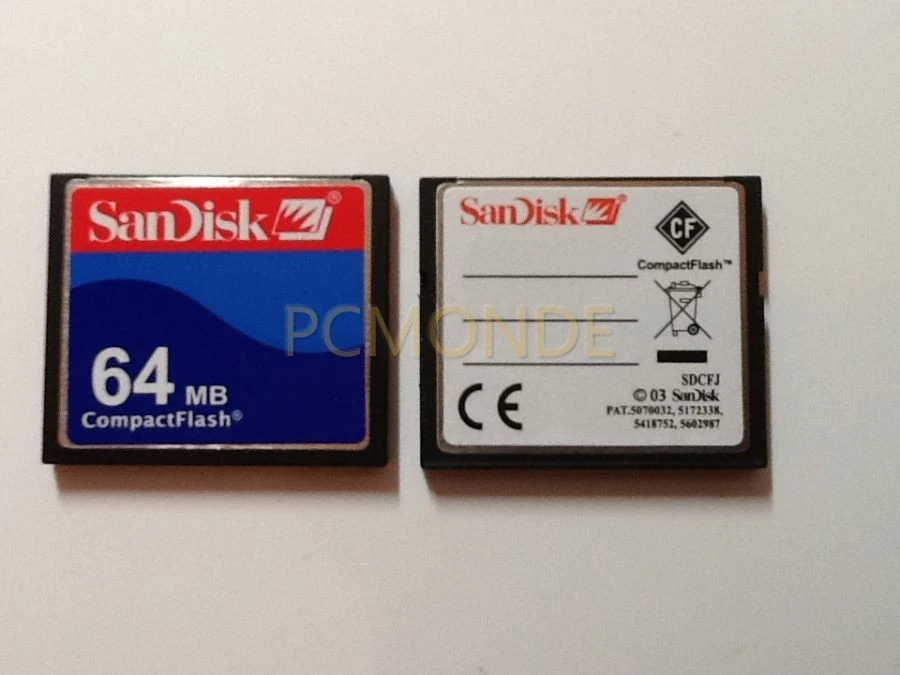 SanDisk®
64 MB
CompactFlash®
SanDisk®
CF
CompactFlash™
SDCFJ
© 03 SanDisk
PAT.5070032, 5172338,
5418752, 5602987
CE
PCMONDE